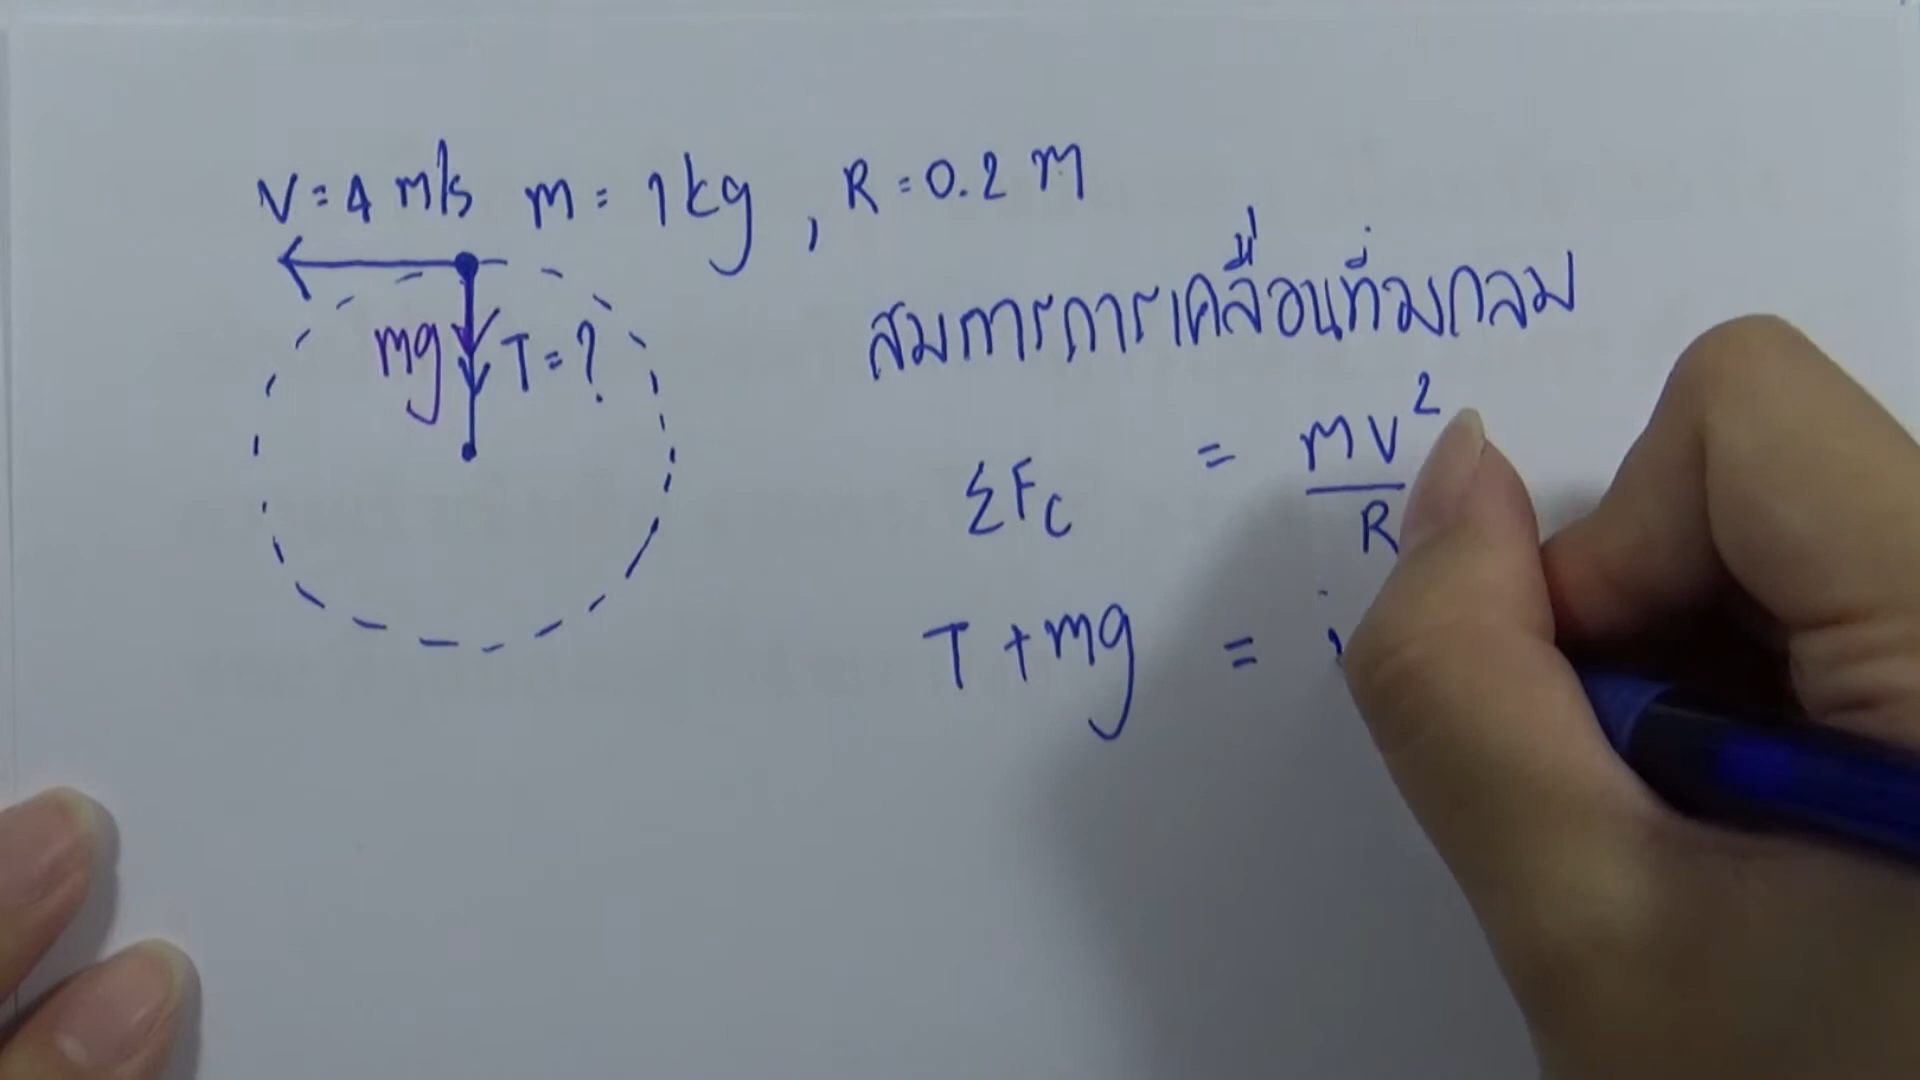 v = 4 m/s m = 1 kg , R = 0.2 m
mg T = ?
สมการการเคลื่อนที่วงกลม
ΣFc = mv²/R
T + mg =